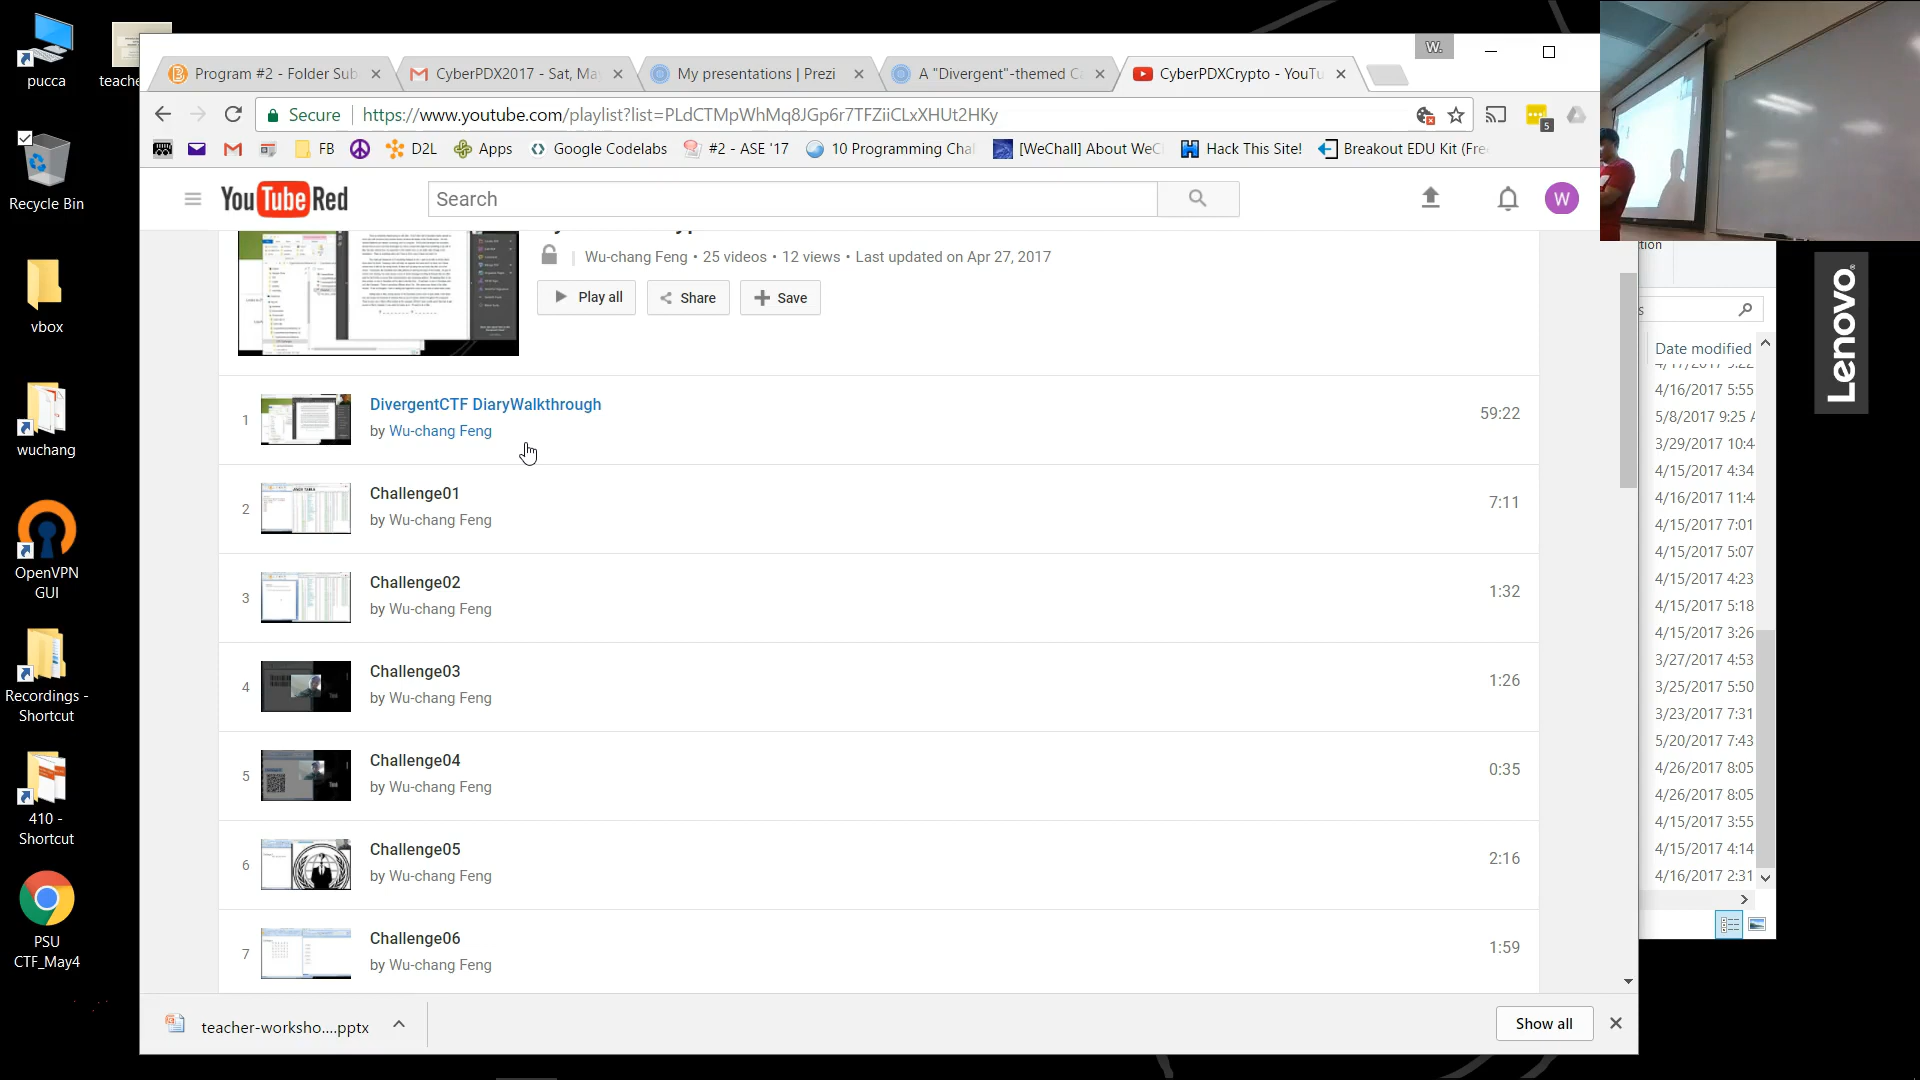 pucca
teache
Recycle Bin
vbox
wuchang
OpenVPN
GUI
Recordings -
Shortcut
410 -
Shortcut
PSU
CTF_May4
W.
Program #2 - Folder Sub
CyberPDX2017 - Sat, Ma
My presentations | Prezi
A "Divergent"-themed C
CyberPDXCrypto - YouTu
Secure
https://www.youtube.com/playlist?list=PLdCTMpWhMq8JGp6r7TFZiiCLxXHUt2HKy
5
FB
D2L
Apps
Google Codelabs
#2 - ASE '17
10 Programming Cha
[WeChall] About WeC
Hack This Site!
Breakout EDU Kit (Fre
YouTube Red
Search
W
Wu-chang Feng • 25 videos • 12 views • Last updated on Apr 27, 2017
Play all
Share
Save
1
DivergentCTF DiaryWalkthrough
by Wu-chang Feng
59:22
2
Challenge01
by Wu-chang Feng
7:11
3
Challenge02
by Wu-chang Feng
1:32
4
Challenge03
by Wu-chang Feng
1:26
5
Challenge04
by Wu-chang Feng
0:35
6
Challenge05
by Wu-chang Feng
2:16
7
Challenge06
by Wu-chang Feng
1:59
teacher-worksho....pptx
Show all
tion
s
Date modified
4/16/2017 5:55
5/8/2017 9:25 A
3/29/2017 10:4
4/15/2017 4:34
4/16/2017 11:4
4/15/2017 7:01
4/15/2017 5:07
4/15/2017 4:23
4/15/2017 5:18
4/15/2017 3:26
3/27/2017 4:53
3/25/2017 5:50
3/23/2017 7:31
5/20/2017 7:43
4/26/2017 8:05
4/26/2017 8:05
4/15/2017 3:55
4/15/2017 4:14
4/16/2017 2:31
Lenovo